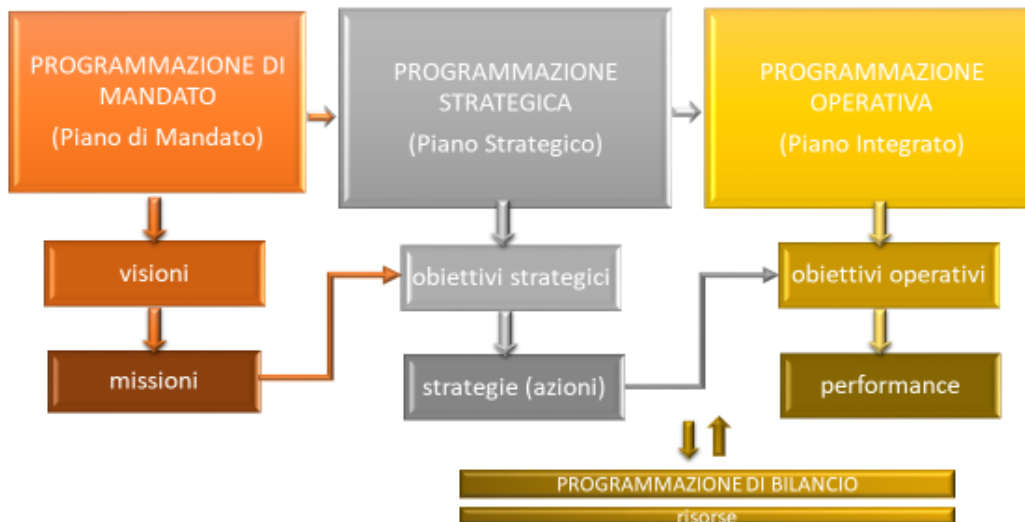 PROGRAMMAZIONE DI
MANDATO
(Piano di Mandato)
PROGRAMMAZIONE
STRATEGICA
(Piano Strategico)
PROGRAMMAZIONE
OPERATIVA
(Piano Integrato)
visioni
obiettivi strategici
obiettivi operativi
missioni
strategie (azioni)
performance
PROGRAMMAZIONE DI BILANCIO
risorse